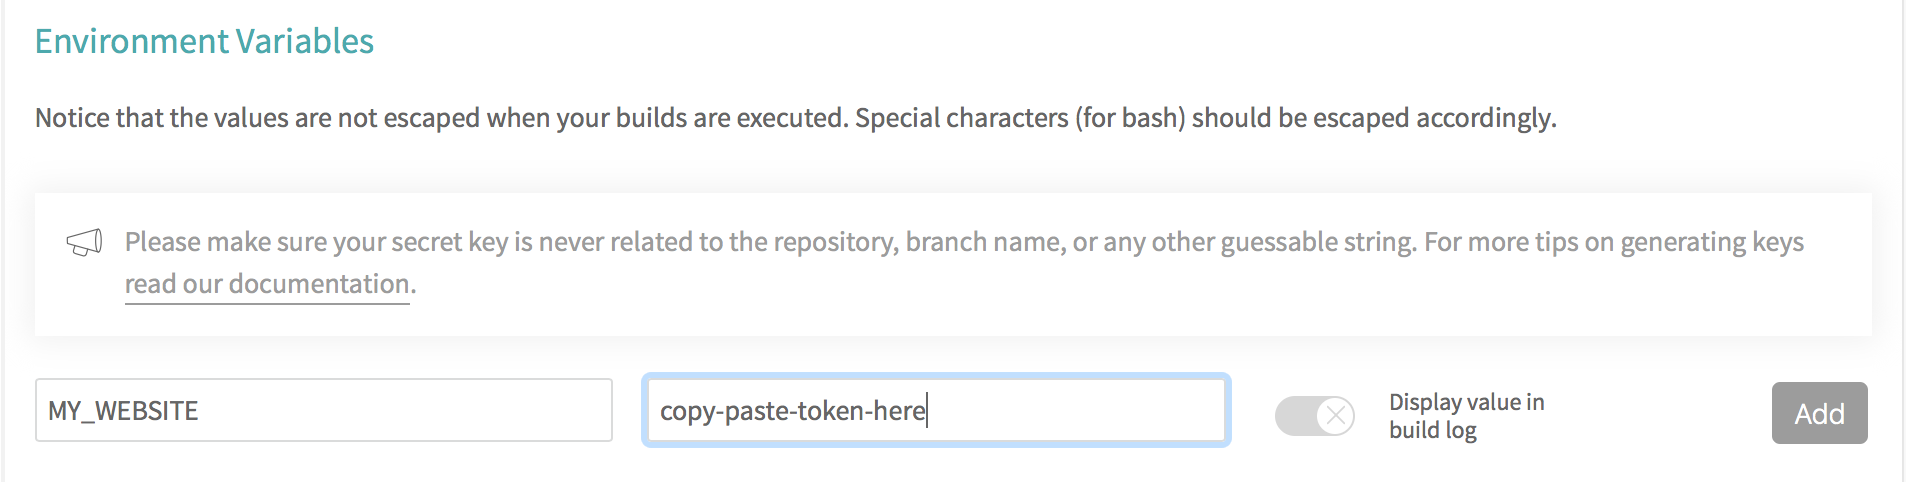 Environment Variables
Notice that the values are not escaped when your builds are executed. Special characters (for bash) should be escaped accordingly.
Please make sure your secret key is never related to the repository, branch name, or any other guessable string. For more tips on generating keys
read our documentation.
MY_WEBSITE
copy-paste-token-here
Display value in
build log
Add